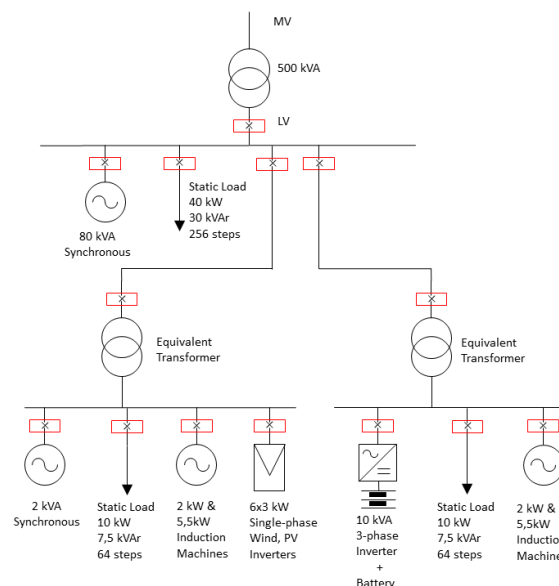 MV
500 kVA
LV
Static Load
40 kW
30 kVAr
256 steps
80 kVA
Synchronous
Equivalent
Transformer
Equivalent
Transformer
2 kVA
Synchronous
Static Load
10 kW
7,5 kVAr
64 steps
2 kW &
5,5kW
Induction
Machines
6x3 kW
Single-phase
Wind, PV
Inverters
10 kVA
3-phase
Inverter
+
Battery
Static Load
10 kW
7,5 kVAr
64 steps
2 kW &
5,5kW
Induction
Machines